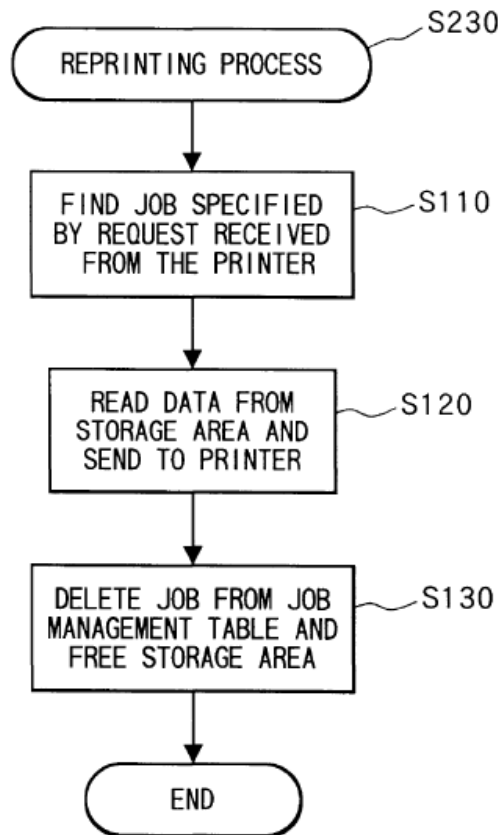 S230
REPRINTING PROCESS
S110
FIND JOB SPECIFIED
BY REQUEST RECEIVED
FROM THE PRINTER
S120
READ DATA FROM
STORAGE AREA AND
SEND TO PRINTER
S130
DELETE JOB FROM JOB
MANAGEMENT TABLE AND
FREE STORAGE AREA
END